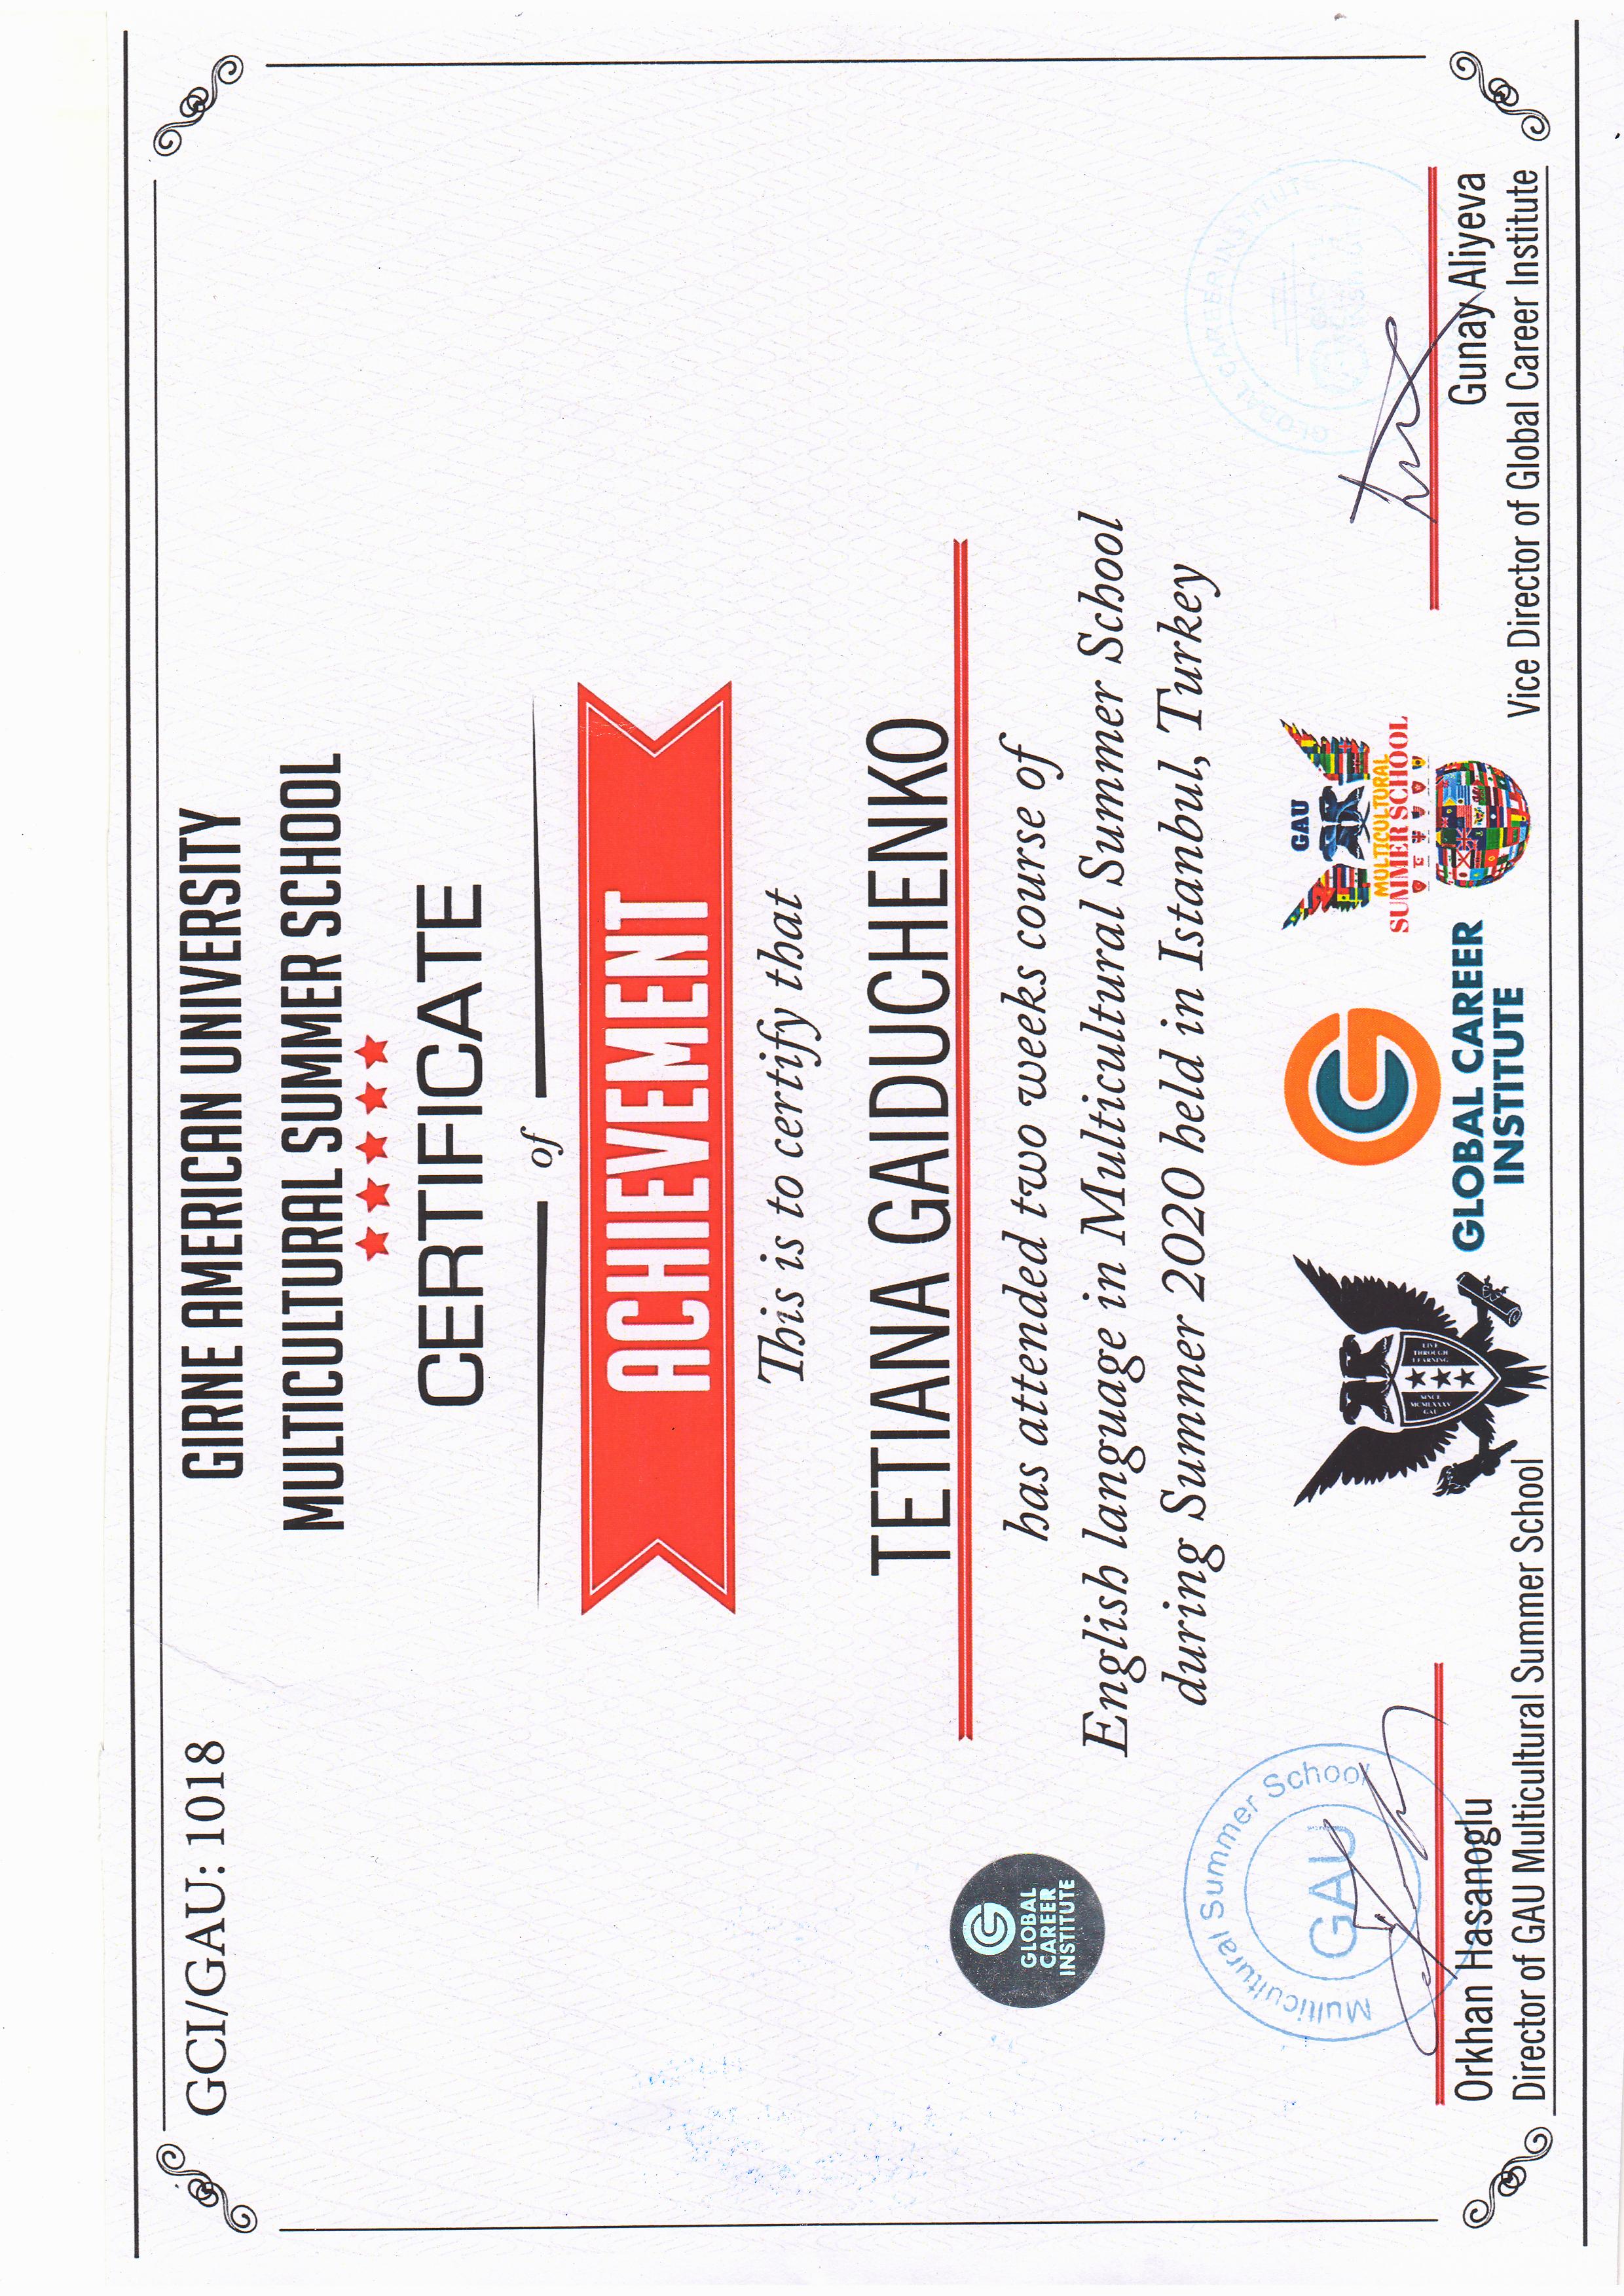 GCI/GAU: 1018
GIRNE AMERICAN UNIVERSITY
MULTICULTURAL SUMMER SCHOOL
CERTIFICATE
of
ACHIEVEMENT
This is to certify that
TETIANA GAIDUCHENKO
has attended two weeks course of
English language in Multicultural Summer School
during Summer 2020 held in Istanbul, Turkey
GLOBAL
CAREER
INSTITUTE
Multicultural Summer School
GAU
Orkhan Hasanoglu
Director of GAU Multicultural Summer School
GLOBAL CAREER
INSTITUTE
GAU
MULTICULTURAL
SUMMER SCHOOL
GLOBAL CAREER INSTITUTE
Gunay Aliyeva
Vice Director of Global Career Institute